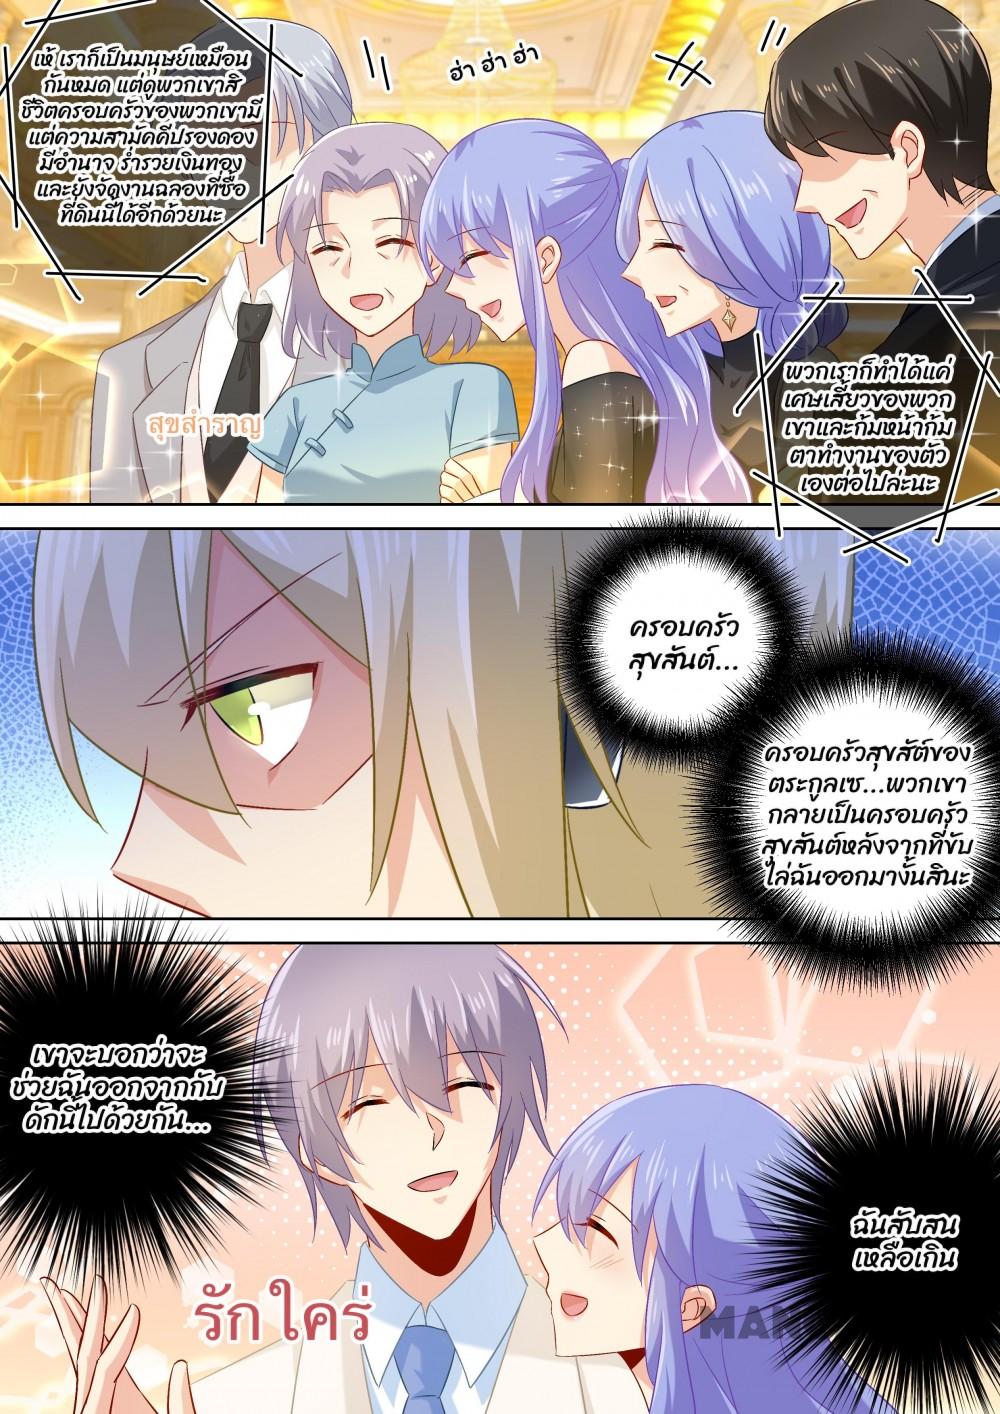 เห้ เราก็เป็นมนุษย์เหมือน
กันหมด แต่ดูพวกเขาสิ
ชีวิตครอบครัวของพวกเขามี
แต่ความสามัคคีปรองดอง
มีอำนาจ ร่ำรวยเงินทอง
และยังจัดงานฉลองที่ซื้อ
ที่ดินนี้ได้อีกด้วยนะ
ฮ่า ฮ่า ฮ่า
สุขสำราญ
พวกเราก็ทำได้แค่
เศษเสี้ยวของพวก
เขาและก้มหน้าก้ม
ตาทำงานของตัว
เองต่อไปล่ะนะ
ครอบครัว
สุขสันต์...
ครอบครัวสุขสัต์ของ
ตระกูลเซ...พวกเขา
กลายเป็นครอบครัว
สุขสันต์หลังจากที่ขับ
ไล่ฉันออกมางั้นสินะ
เขาจะบอกว่าจะ
ช่วยฉันออกจากกับ
ดักนี้ไปด้วยกัน...
ฉันสับสน
เหลือเกิน
รักใคร่